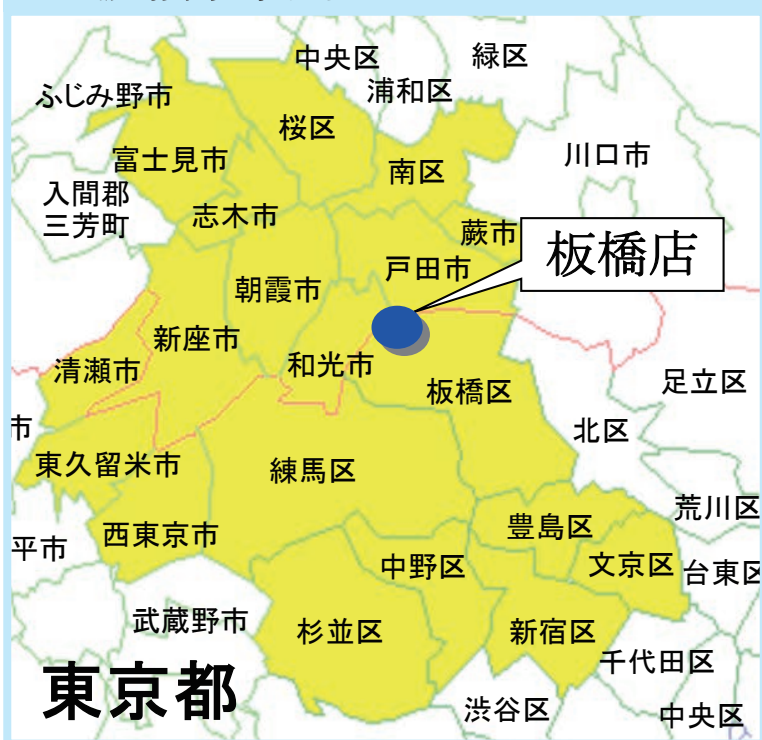 中央区
緑区
浦和区
ふじみ野市
桜区
川口市
富士見市
南区
入間郡
三芳町
志木市
蕨市
板橋店
戸田市
朝霞市
新座市
和光市
清瀬市
足立区
板橋区
北区
市
東久留米市
練馬区
荒川区
豊島区
平市
西東京市
中野区
文京区
台東区
武蔵野市
杉並区
新宿区
千代田区
東京都
渋谷区
中央区